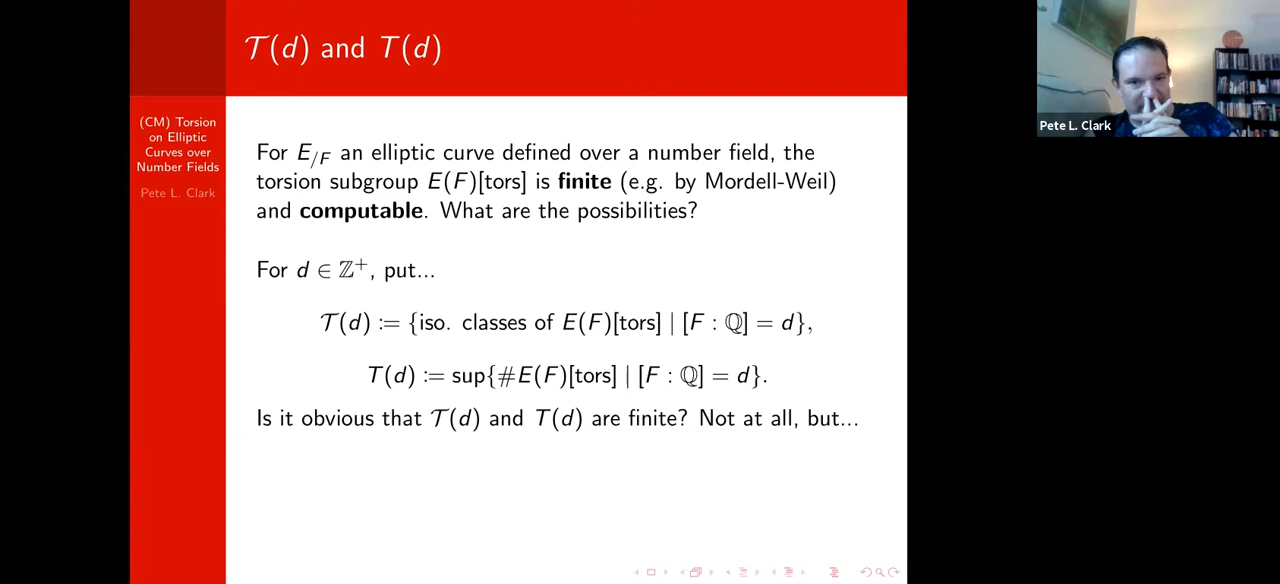 𝒯(d) and T(d)
(CM) Torsion
on Elliptic
Curves over
Number Fields
Pete L. Clark
For E/F an elliptic curve defined over a number field, the
torsion subgroup E(F)[tors] is finite (e.g. by Mordell-Weil)
and computable. What are the possibilities?
For d ∈ ℤ⁺, put...
𝒯(d) := {iso. classes of E(F)[tors] | [F : ℚ] = d},
T(d) := sup{#E(F)[tors] | [F : ℚ] = d}.
Is it obvious that 𝒯(d) and T(d) are finite? Not at all, but...
Pete L. Clark